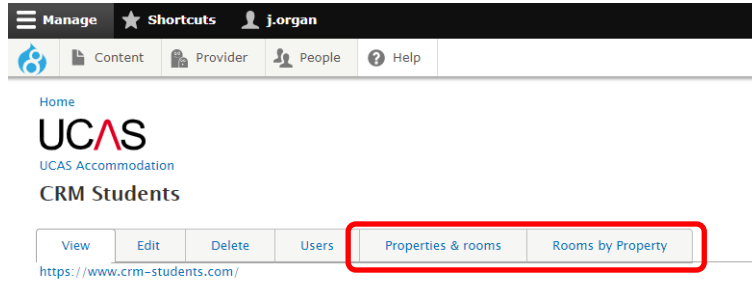 Manage Shortcuts j.organ
Content Provider People Help
Home
UCAS
UCAS Accommodation
CRM Students
View Edit Delete Users Properties & rooms Rooms by Property
https://www.crm-students.com/